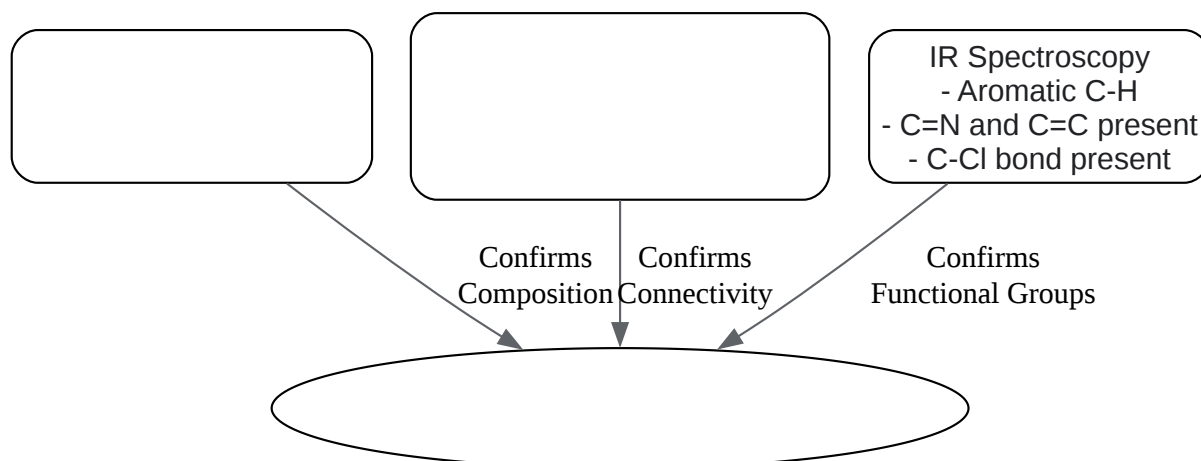 IR Spectroscopy
- Aromatic C-H
- C=N and C=C present
- C-Cl bond present
Confirms
Composition
Confirms
Connectivity
Confirms
Functional Groups